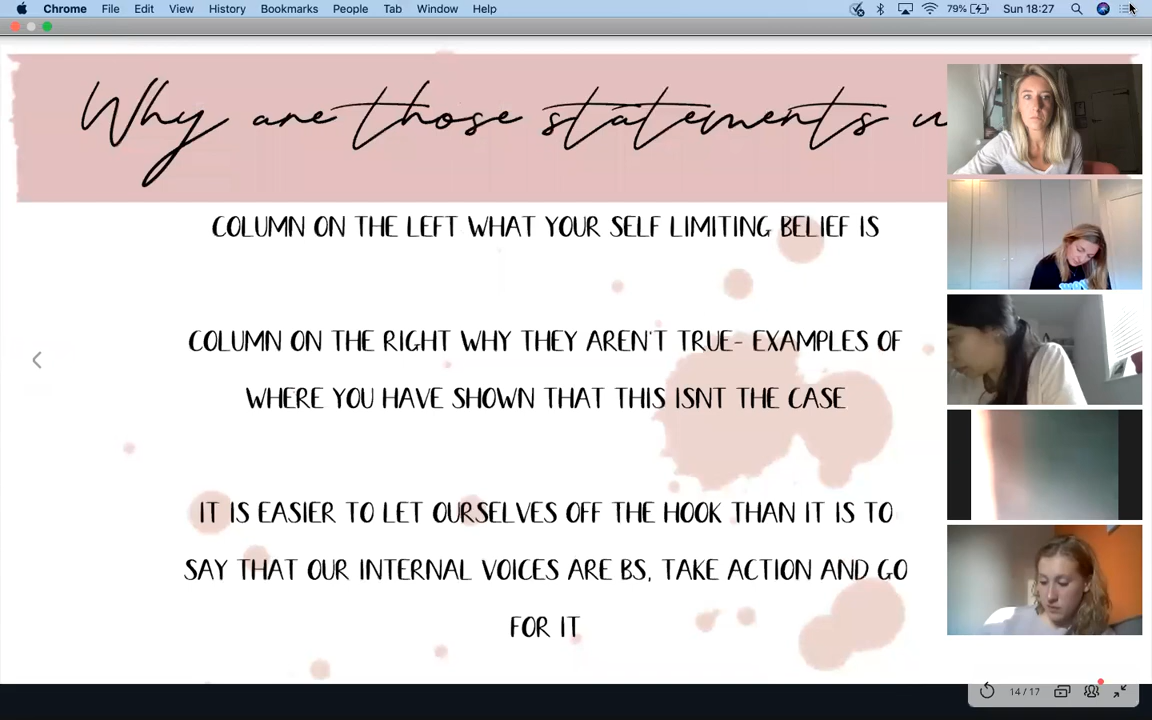 Chrome File Edit View History Bookmarks People Tab Window Help 79% Sun 18:27
Why are those statements
COLUMN ON THE LEFT WHAT YOUR SELF LIMITING BELIEF IS
COLUMN ON THE RIGHT WHY THEY AREN'T TRUE- EXAMPLES OF
WHERE YOU HAVE SHOWN THAT THIS ISNT THE CASE
IT IS EASIER TO LET OURSELVES OFF THE HOOK THAN IT IS TO
SAY THAT OUR INTERNAL VOICES ARE BS, TAKE ACTION AND GO
FOR IT
14 / 17